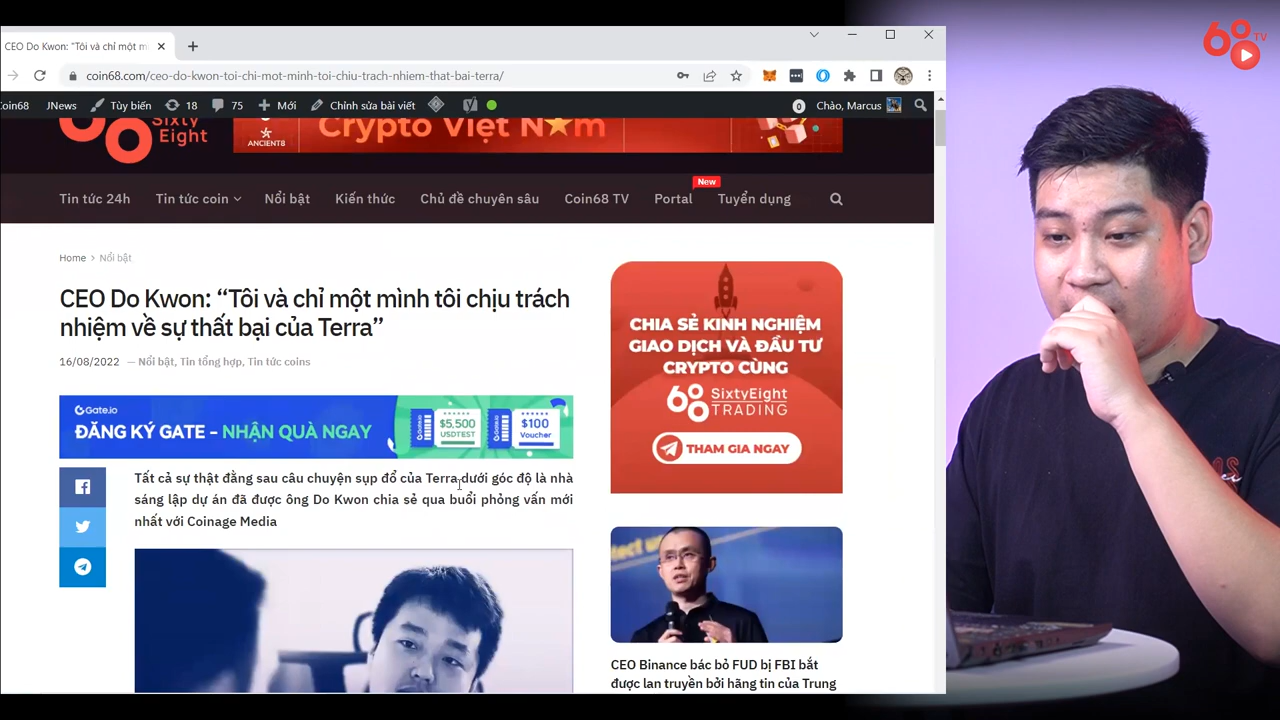 68 TV
CEO Do Kwon: “Tôi và chỉ một m
coin68.com/ceo-do-kwon-toi-chi-mot-minh-toi-chiu-trach-nhiem-that-bai-terra/
Coin68 JNews Tùy biến 18 75 Mới Chỉnh sửa bài viết 0 Chào, Marcus
Sixty
Eight
ANCIENT8
Crypto Việt Nam
New
Tin tức 24h Tin tức coin Nổi bật Kiến thức Chủ đề chuyên sâu Coin68 TV Portal Tuyển dụng
Home > Nổi bật
CEO Do Kwon: “Tôi và chỉ một mình tôi chịu trách
nhiệm về sự thất bại của Terra”
16/08/2022 — Nổi bật, Tin tổng hợp, Tin tức coins
Gate.io
ĐĂNG KÝ GATE - NHẬN QUÀ NGAY
$5,500
USDTEST
$100
Voucher
Tất cả sự thật đằng sau câu chuyện sụp đổ của Terra dưới góc độ là nhà
sáng lập dự án đã được ông Do Kwon chia sẻ qua buổi phỏng vấn mới
nhất với Coinage Media
CHIA SẺ KINH NGHIỆM
GIAO DỊCH VÀ ĐẦU TƯ
CRYPTO CÙNG
68 SixtyEight
TRADING
THAM GIA NGAY
CEO Binance bác bỏ FUD bị FBI bắt
được lan truyền bởi hãng tin của Trung